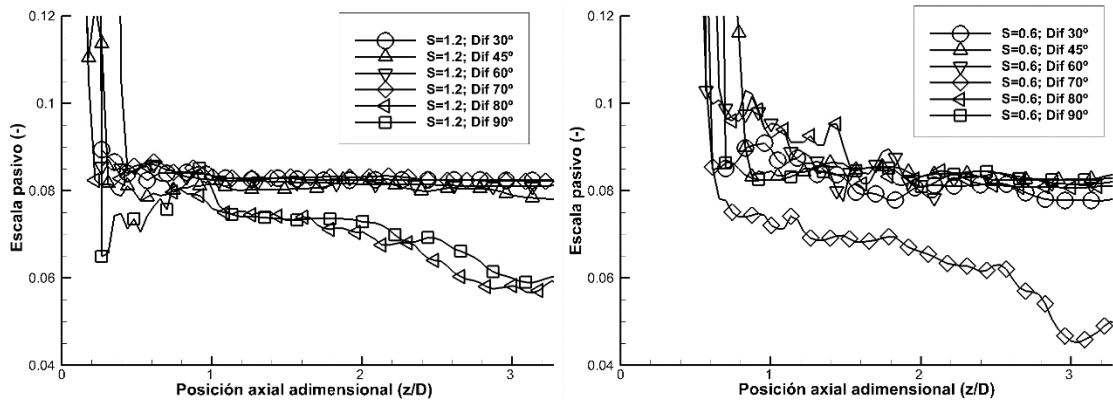 0.12
0.1
0.08
0.06
0.04
Escala pasivo (-)
0
1
2
3
Posición axial adimensional (z/D)
S=1.2; Dif 30º
S=1.2; Dif 45º
S=1.2; Dif 60º
S=1.2; Dif 70º
S=1.2; Dif 80º
S=1.2; Dif 90º
0.12
0.1
0.08
0.06
0.04
Escala pasivo (-)
0
1
2
3
Posición axial adimensional (z/D)
S=0.6; Dif 30º
S=0.6; Dif 45º
S=0.6; Dif 60º
S=0.6; Dif 70º
S=0.6; Dif 80º
S=0.6; Dif 90º